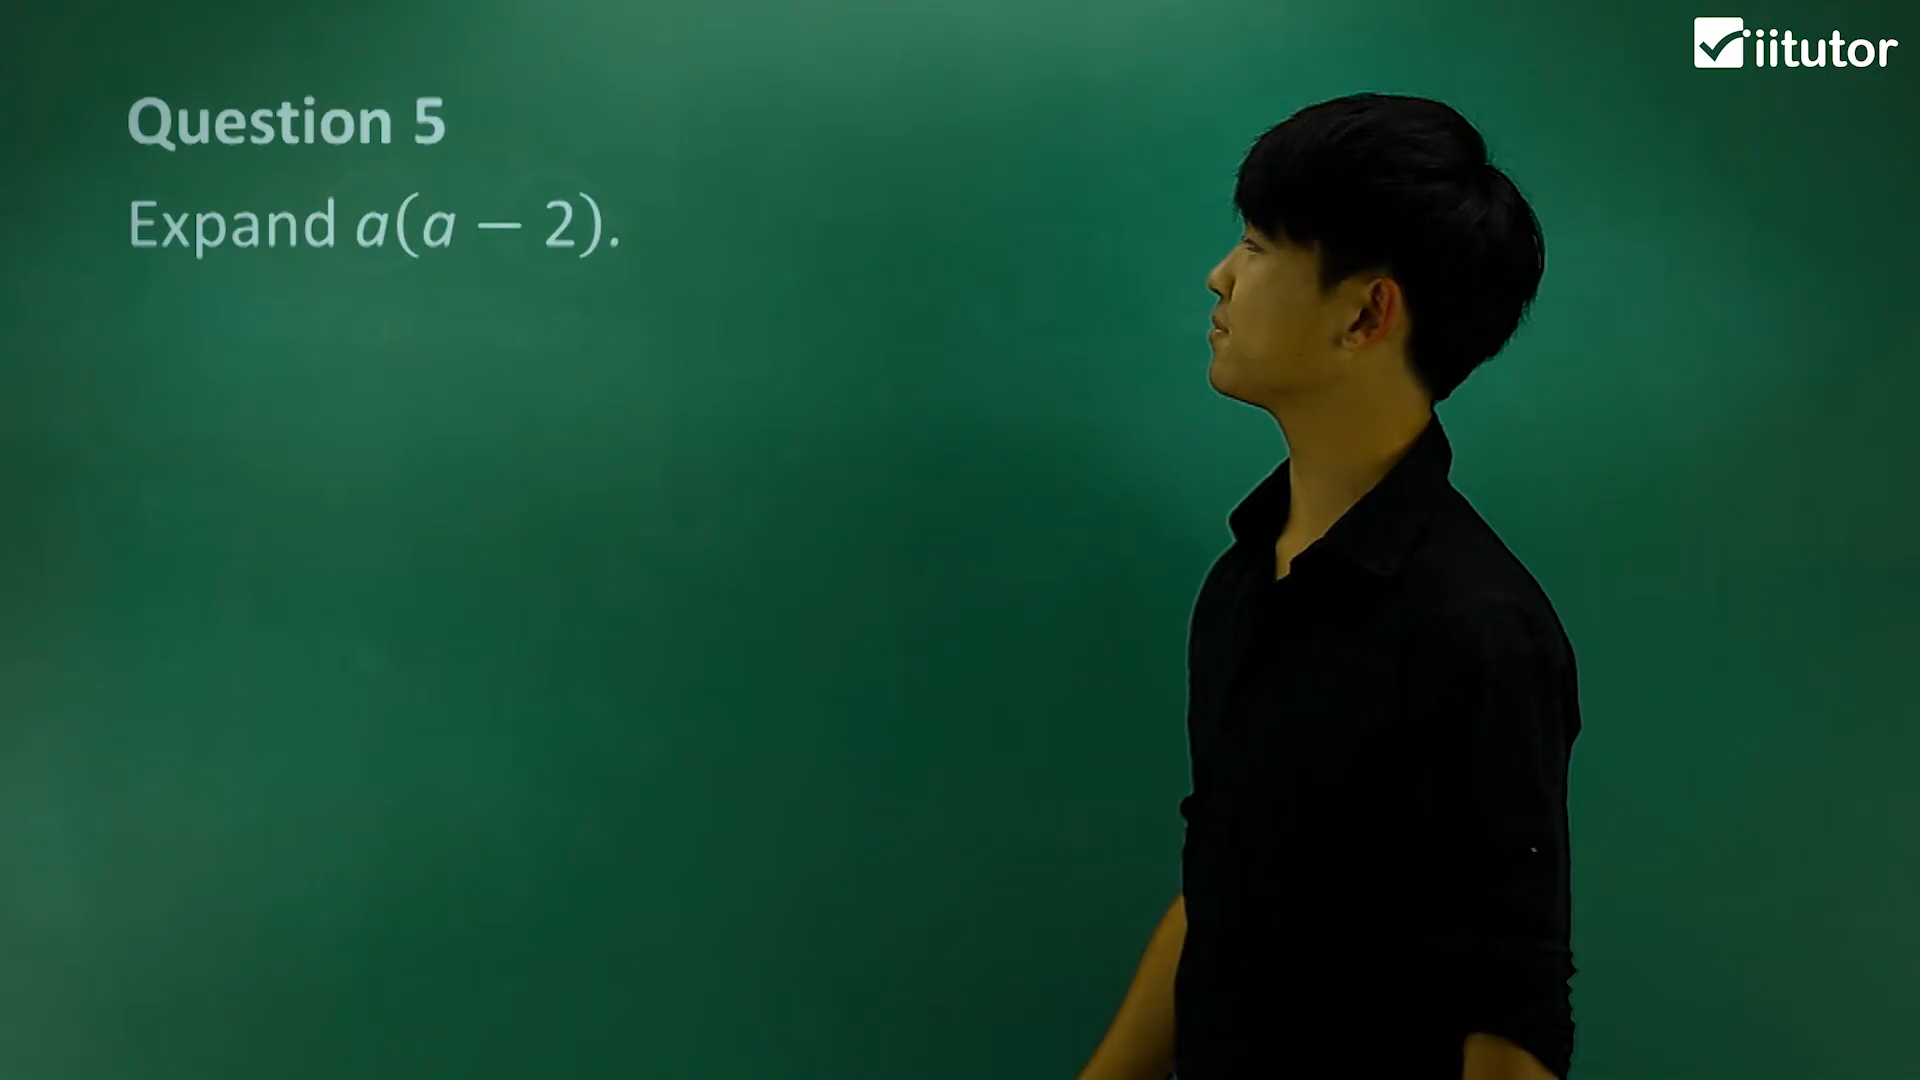 iitutor
Question 5
Expand a(a − 2).